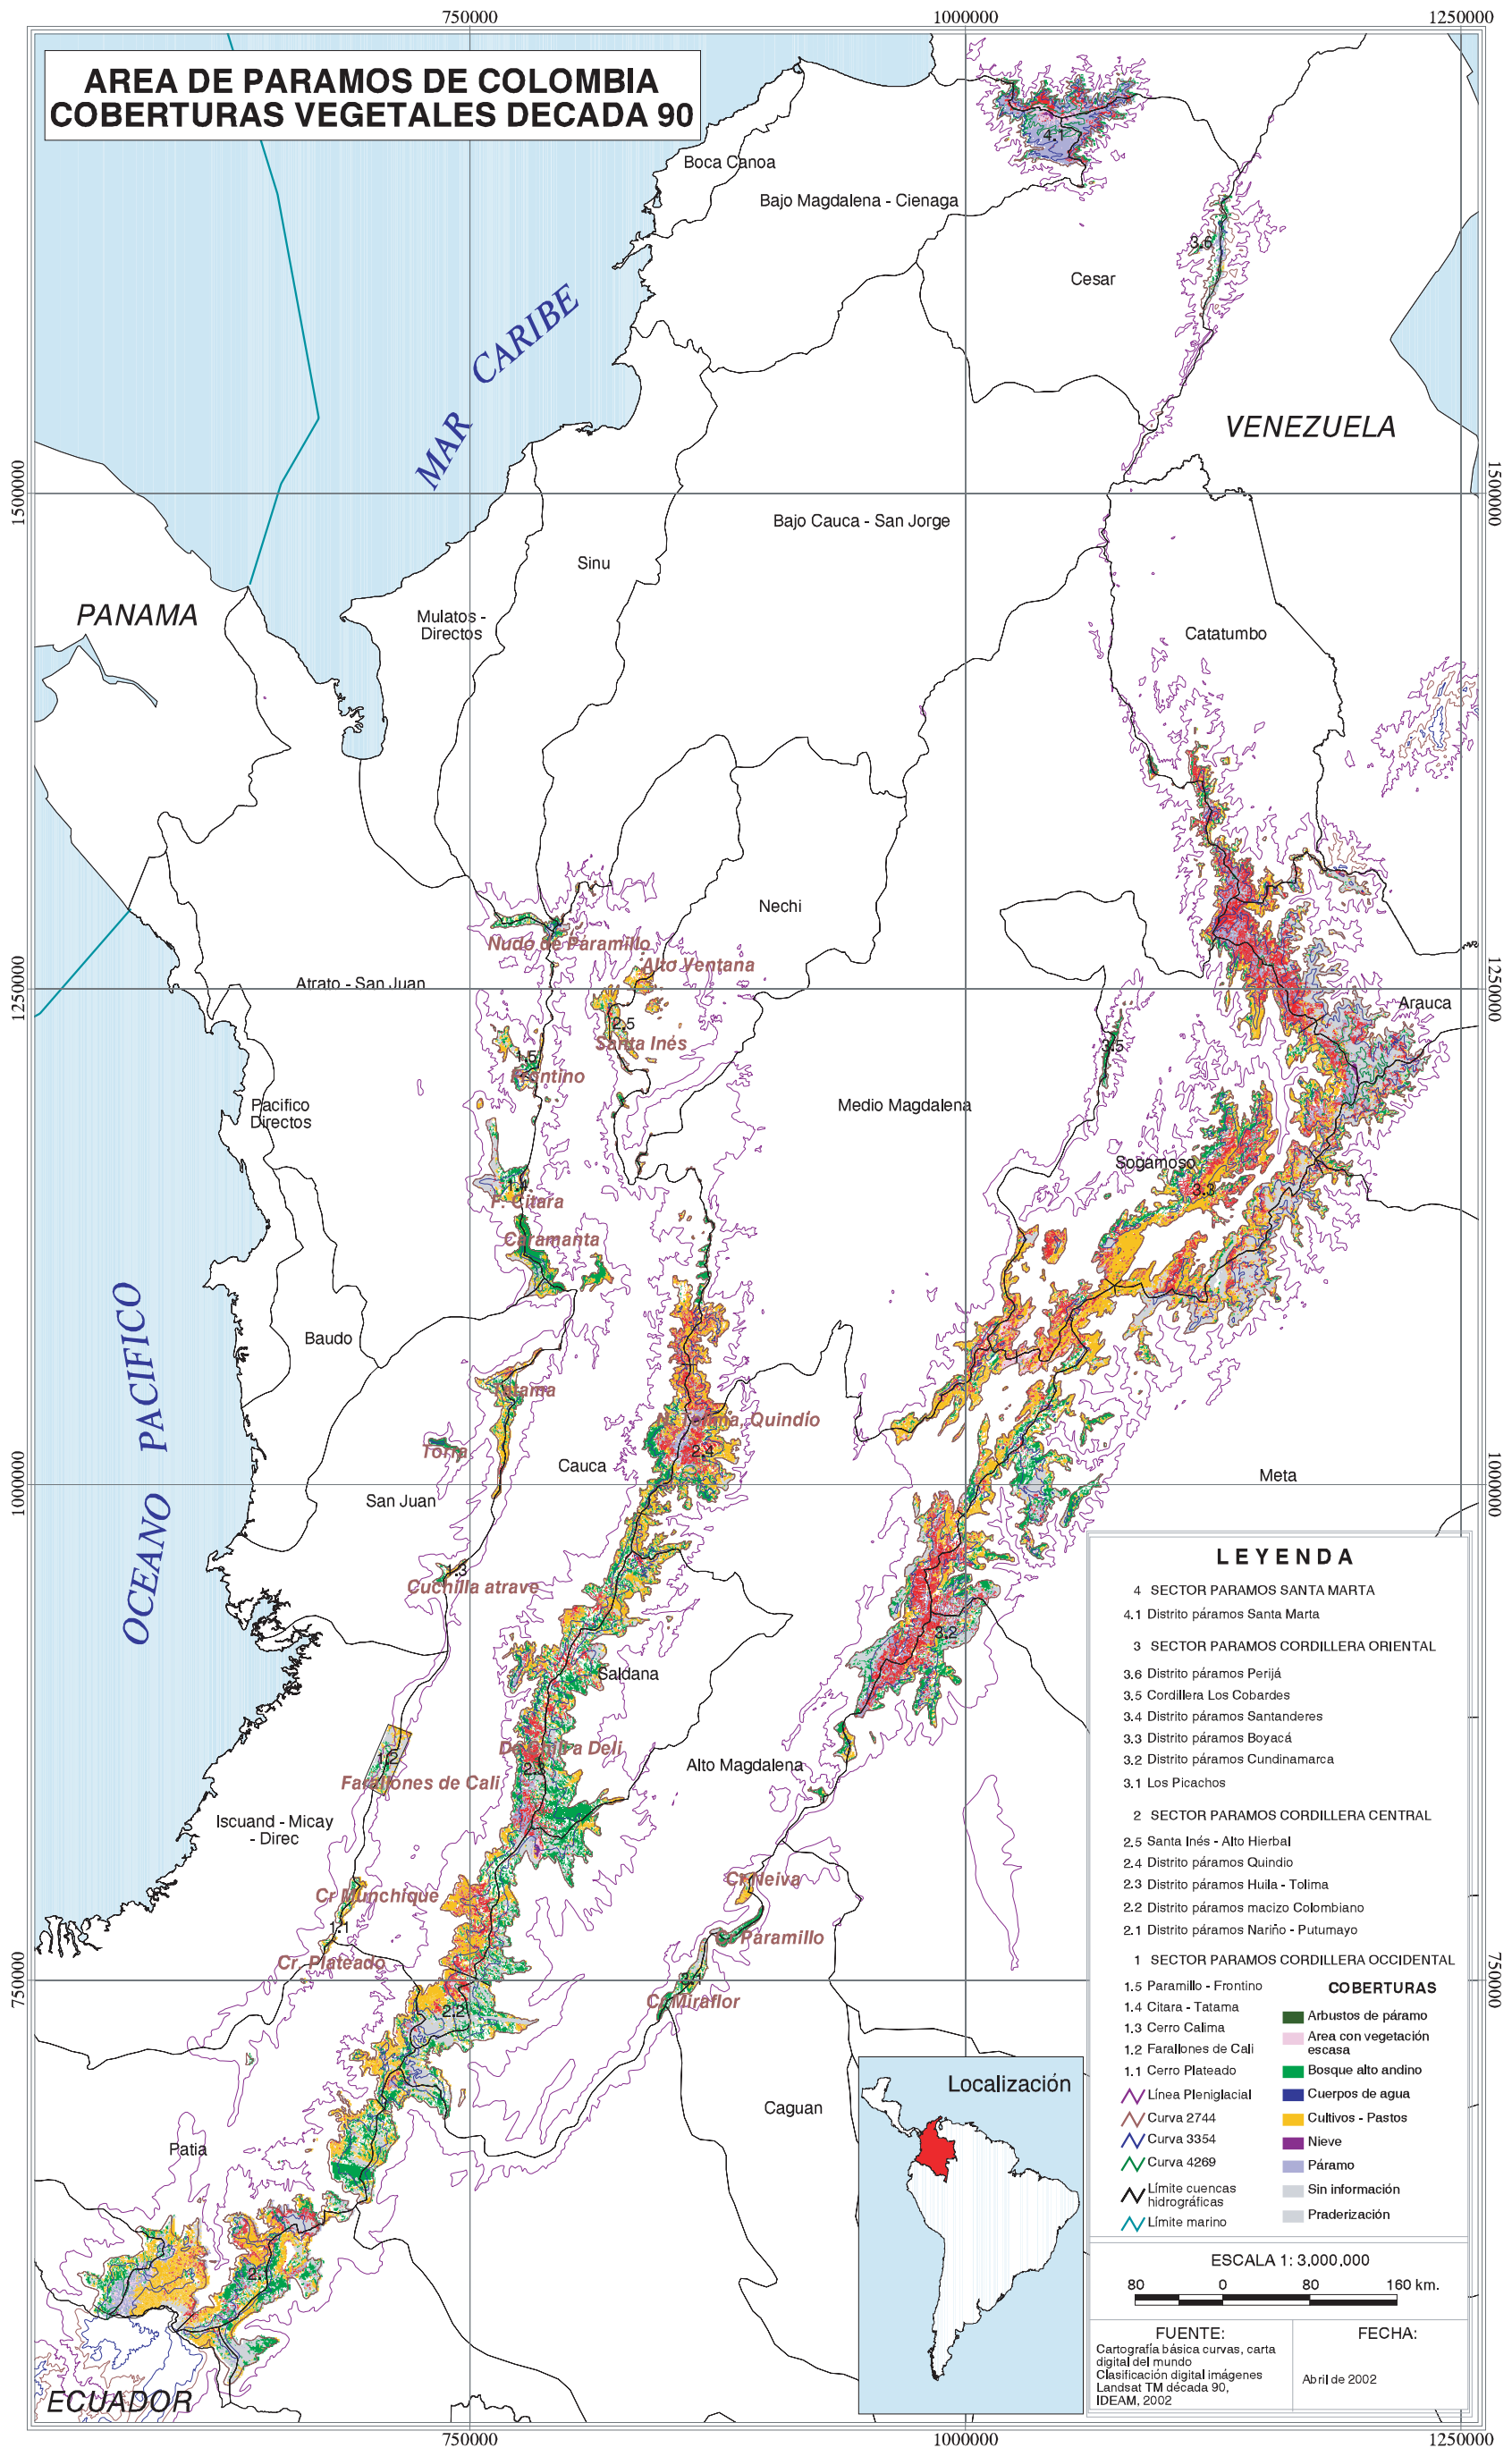 750000
1000000
1250000
AREA DE PARAMOS DE COLOMBIA
COBERTURAS VEGETALES DECADA 90
4.1
Boca Canoa
Bajo Magdalena - Cienaga
3.6
Cesar
MAR CARIBE
VENEZUELA
1500000
1500000
Bajo Cauca - San Jorge
Sinu
PANAMA
Mulatos -
Directos
Catatumbo
Nechi
Nudo de Paramillo
Alto Ventana
1250000
1250000
Atrato - San Juan
Arauca
2.5
Santa Inés
1.5
Frontino
3.5
Pacifico
Directos
Medio Magdalena
Sogamoso
3.3
1.4
F. Citara
Caramanta
OCEANO PACIFICO
Baudo
Tatama
N. Tolima, Quindio
2.4
Torra
Cauca
1000000
1000000
San Juan
Meta
1.3
Cuchilla atrave
3.2
Saldana
1.2
Farallones de Cali
2.3
Alto Magdalena
Iscuand - Micay
- Direc
Cr Neiva
Cr Munchique
1.1
Cr. Plateado
Cr Paramillo
750000
750000
3.1
Cr Miraflor
2.2
Caguan
Patia
2.1
ECUADOR
Localización
LEYENDA
4 SECTOR PARAMOS SANTA MARTA
4.1 Distrito páramos Santa Marta
3 SECTOR PARAMOS CORDILLERA ORIENTAL
3.6 Distrito páramos Perijá
3.5 Cordillera Los Cobardes
3.4 Distrito páramos Santanderes
3.3 Distrito páramos Boyacá
3.2 Distrito páramos Cundinamarca
3.1 Los Picachos
2 SECTOR PARAMOS CORDILLERA CENTRAL
2.5 Santa Inés - Alto Hierbal
2.4 Distrito páramos Quindio
2.3 Distrito páramos Huila - Tolima
2.2 Distrito páramos macizo Colombiano
2.1 Distrito páramos Nariño - Putumayo
1 SECTOR PARAMOS CORDILLERA OCCIDENTAL
1.5 Paramillo - Frontino
1.4 Citara - Tatama
1.3 Cerro Calima
1.2 Farallones de Cali
1.1 Cerro Plateado
Línea Pleniglacial
Curva 2744
Curva 3354
Curva 4269
Límite cuencas
hidrográficas
Límite marino
COBERTURAS
Arbustos de páramo
Area con vegetación
escasa
Bosque alto andino
Cuerpos de agua
Cultivos - Pastos
Nieve
Páramo
Sin información
Praderización
ESCALA 1: 3,000,000
80 0 80 160 km.
FUENTE:
Cartografía básica curvas, carta
digital del mundo
Clasificación digital imágenes
Landsat TM década 90,
IDEAM, 2002
FECHA:
Abril de 2002
750000
1000000
1250000